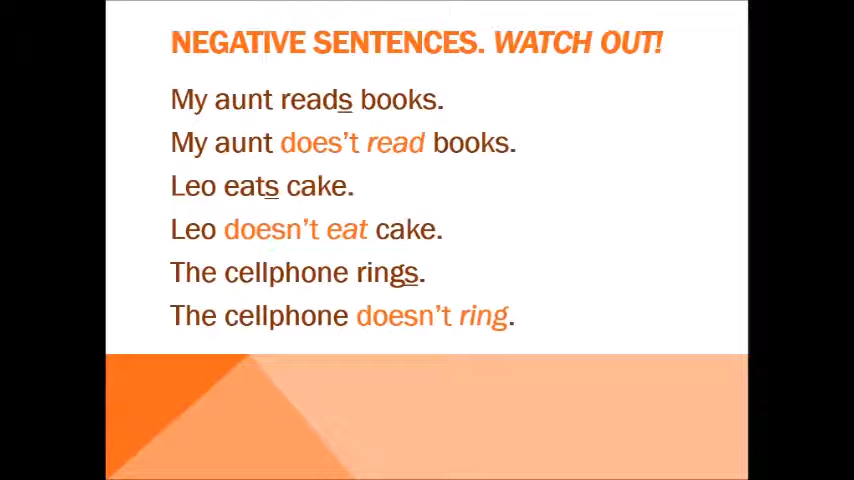 NEGATIVE SENTENCES. WATCH OUT!
My aunt reads books.
My aunt does't read books.
Leo eats cake.
Leo doesn't eat cake.
The cellphone rings.
The cellphone doesn't ring.